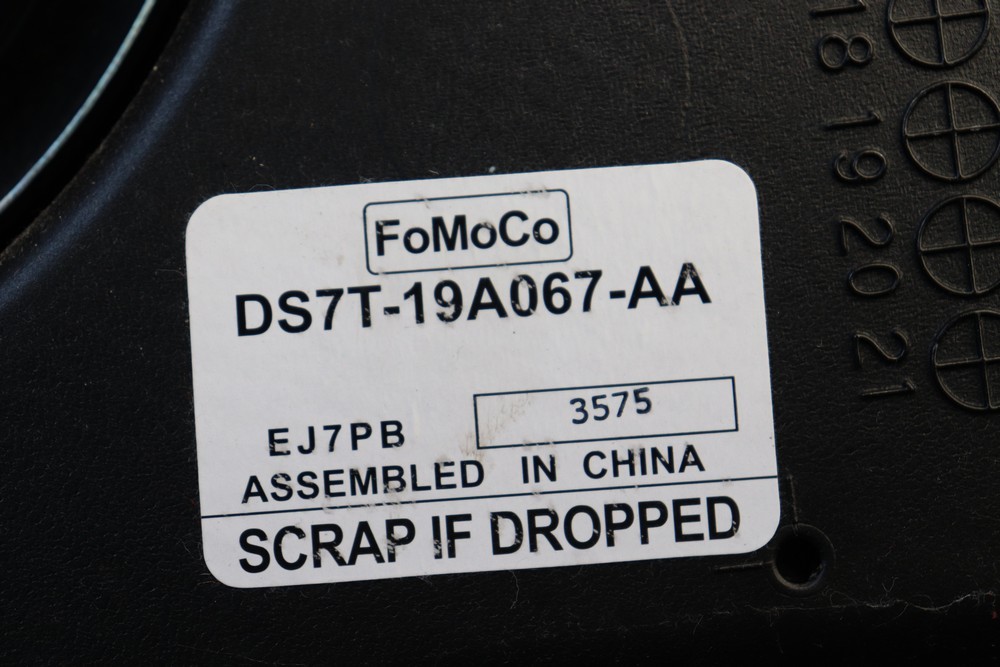 FoMoCo
DS7T-19A067-AA
EJ7PB 3575
ASSEMBLED IN CHINA
SCRAP IF DROPPED
18
19
20
21